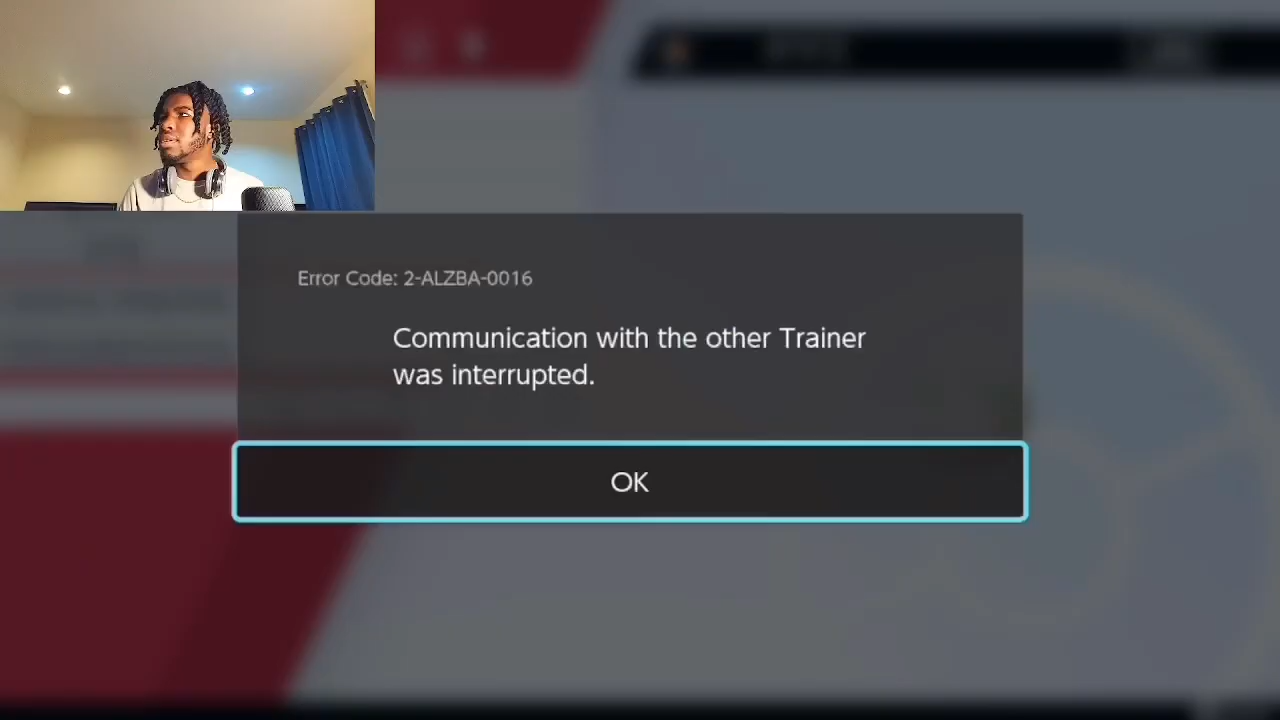 Error Code: 2-ALZBA-0016
Communication with the other Trainer
was interrupted.
OK